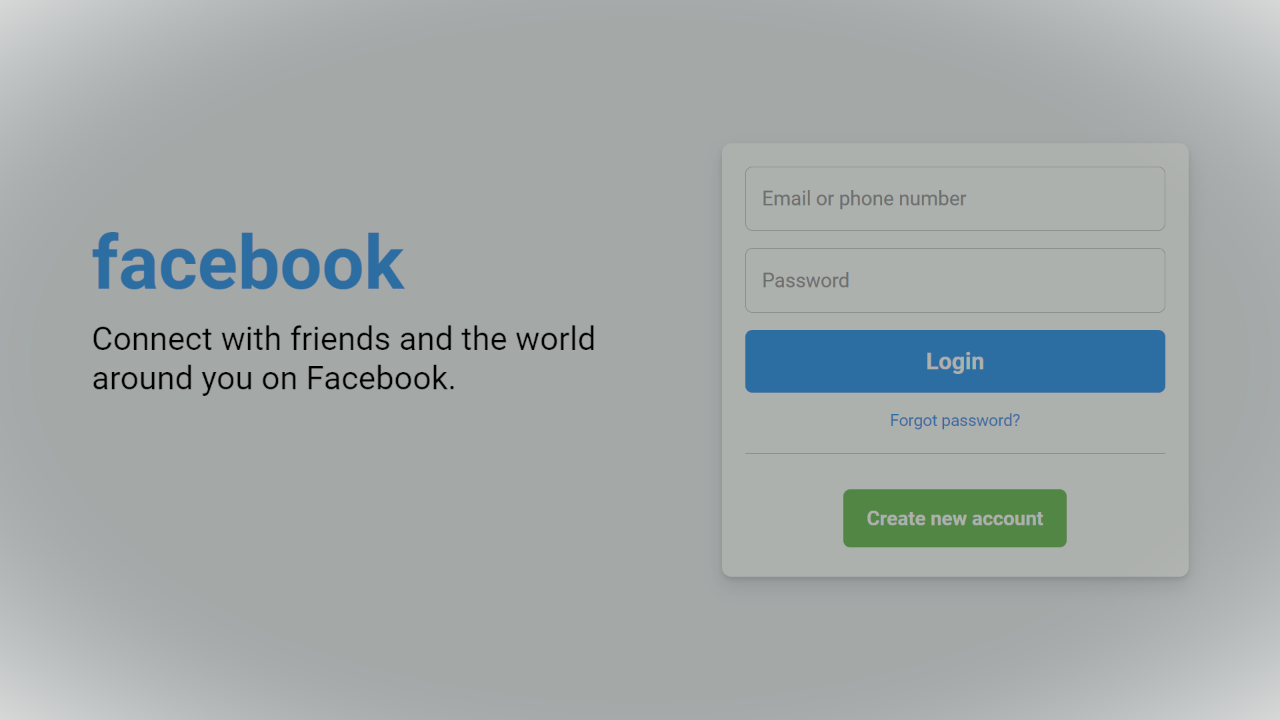 facebook
Connect with friends and the world
around you on Facebook.
Email or phone number
Password
Login
Forgot password?
Create new account